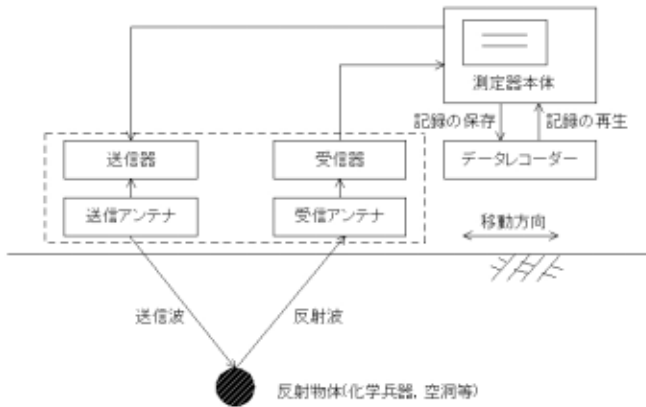 測定器本体
記録の保存
記録の再生
送信器
受信器
データレコーダー
送信アンテナ
受信アンテナ
移動方向
送信波
反射波
反射物体(化学兵器, 空洞等)